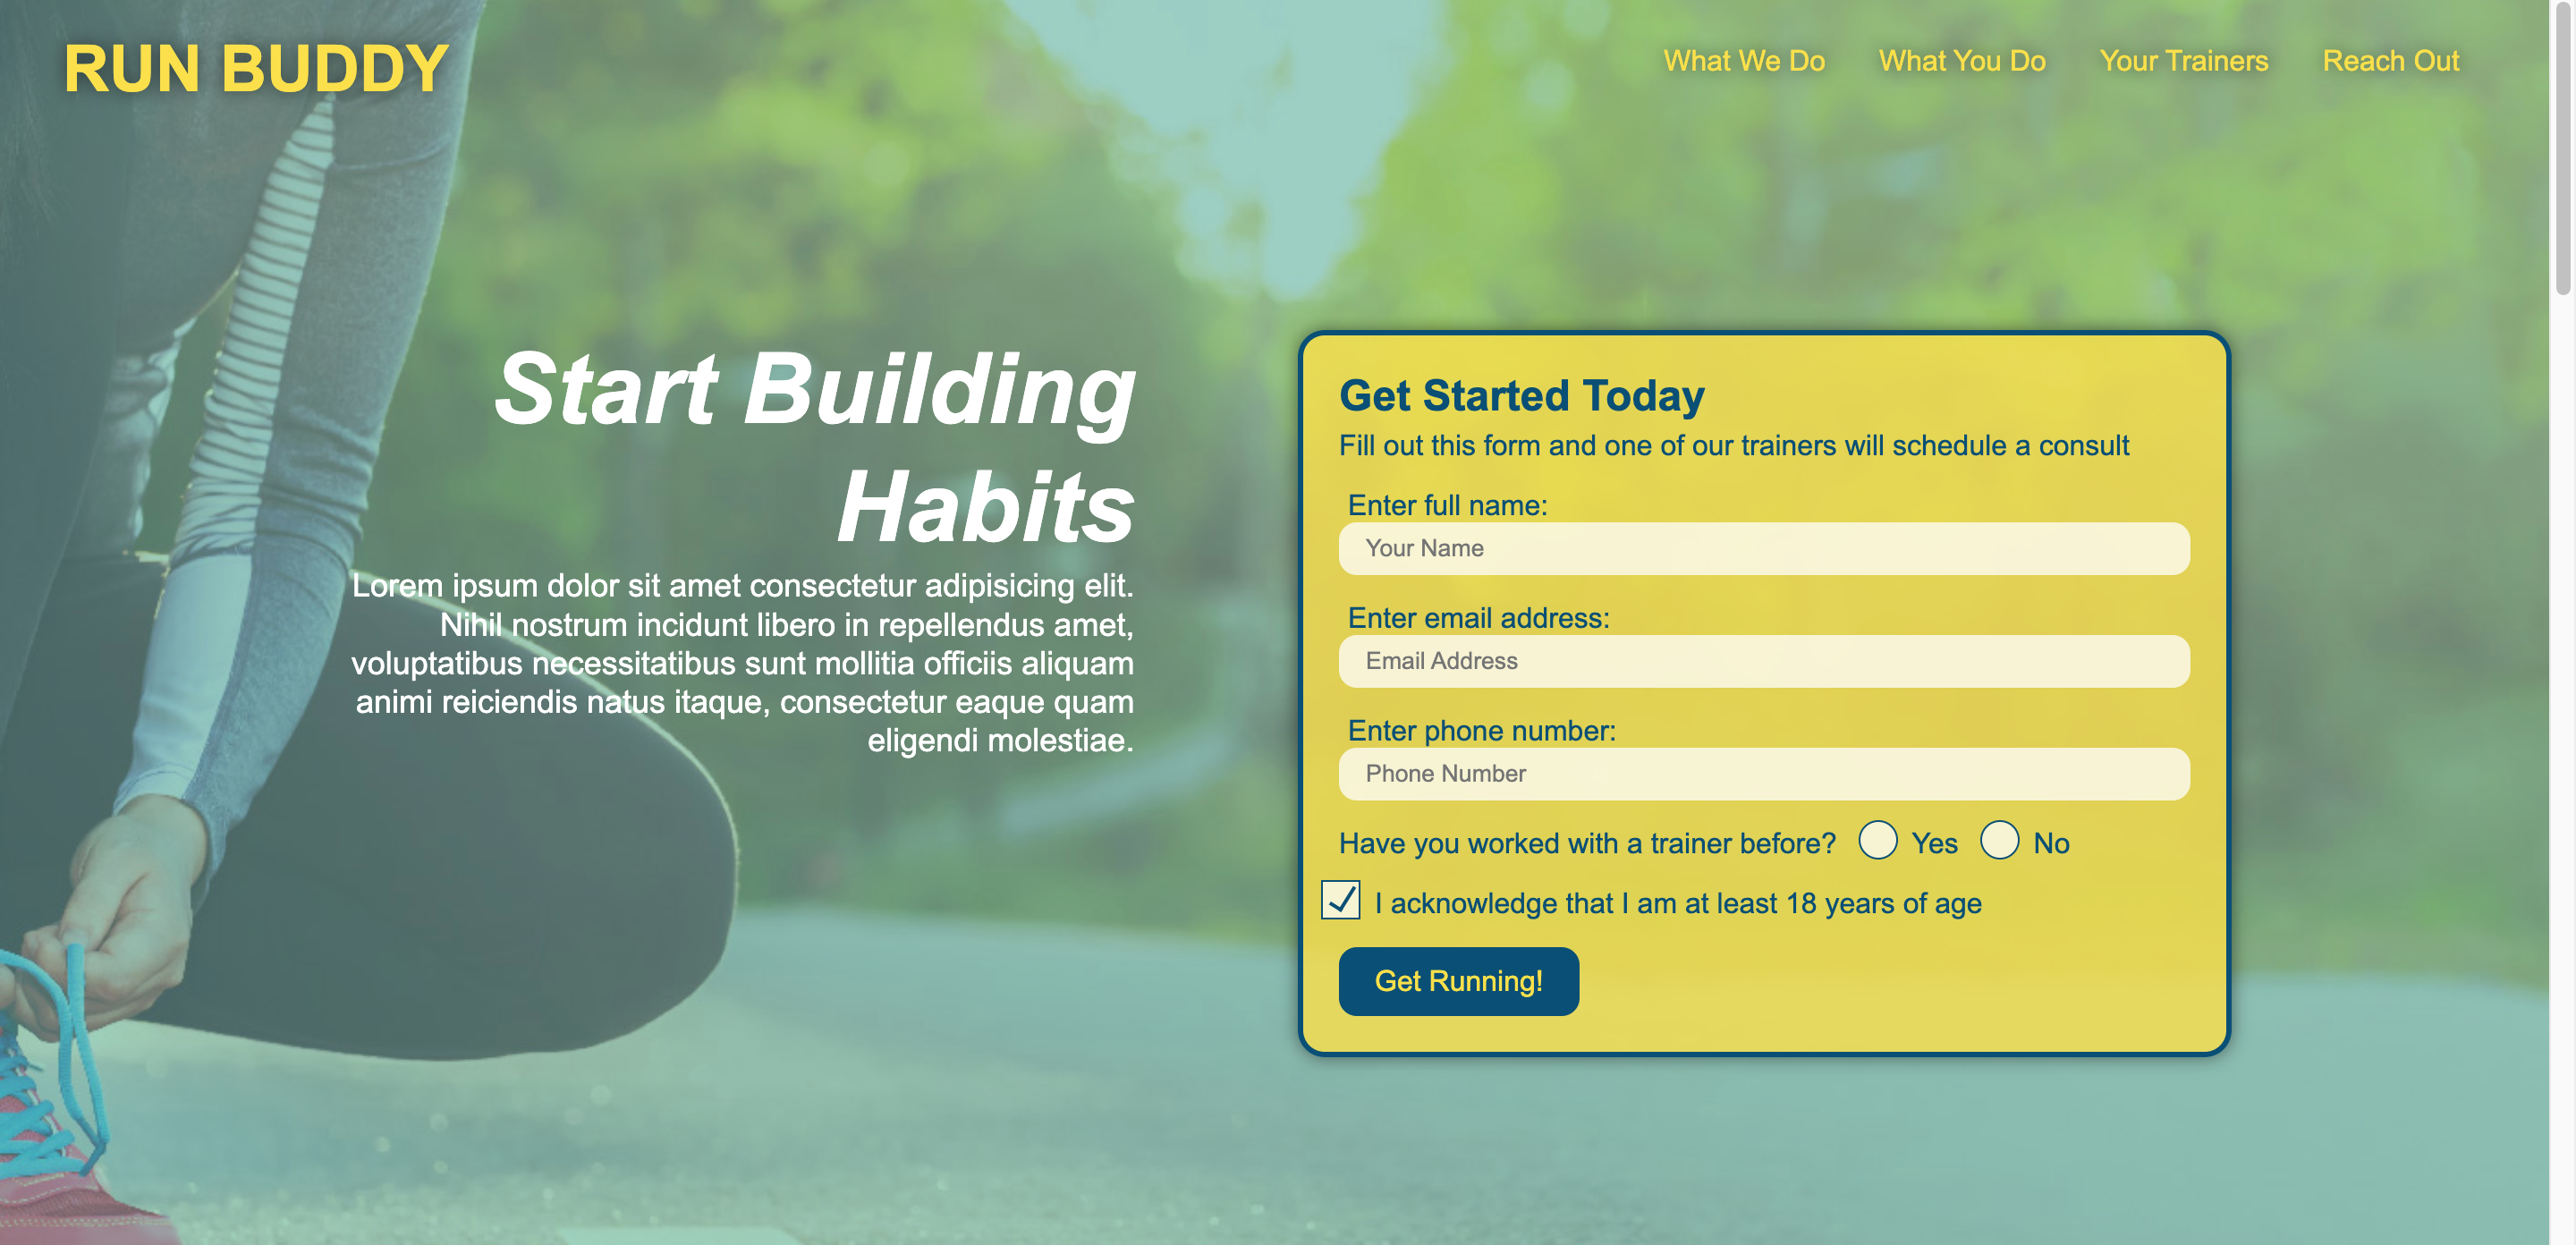 RUN BUDDY
What We Do
What You Do
Your Trainers
Reach Out
Start Building
Habits
Lorem ipsum dolor sit amet consectetur adipisicing elit.
Nihil nostrum incidunt libero in repellendus amet,
voluptatibus necessitatibus sunt mollitia officiis aliquam
animi reiciendis natus itaque, consectetur eaque quam
eligendi molestiae.
Get Started Today
Fill out this form and one of our trainers will schedule a consult
Enter full name:
Your Name
Enter email address:
Email Address
Enter phone number:
Phone Number
Have you worked with a trainer before? Yes No
I acknowledge that I am at least 18 years of age
Get Running!